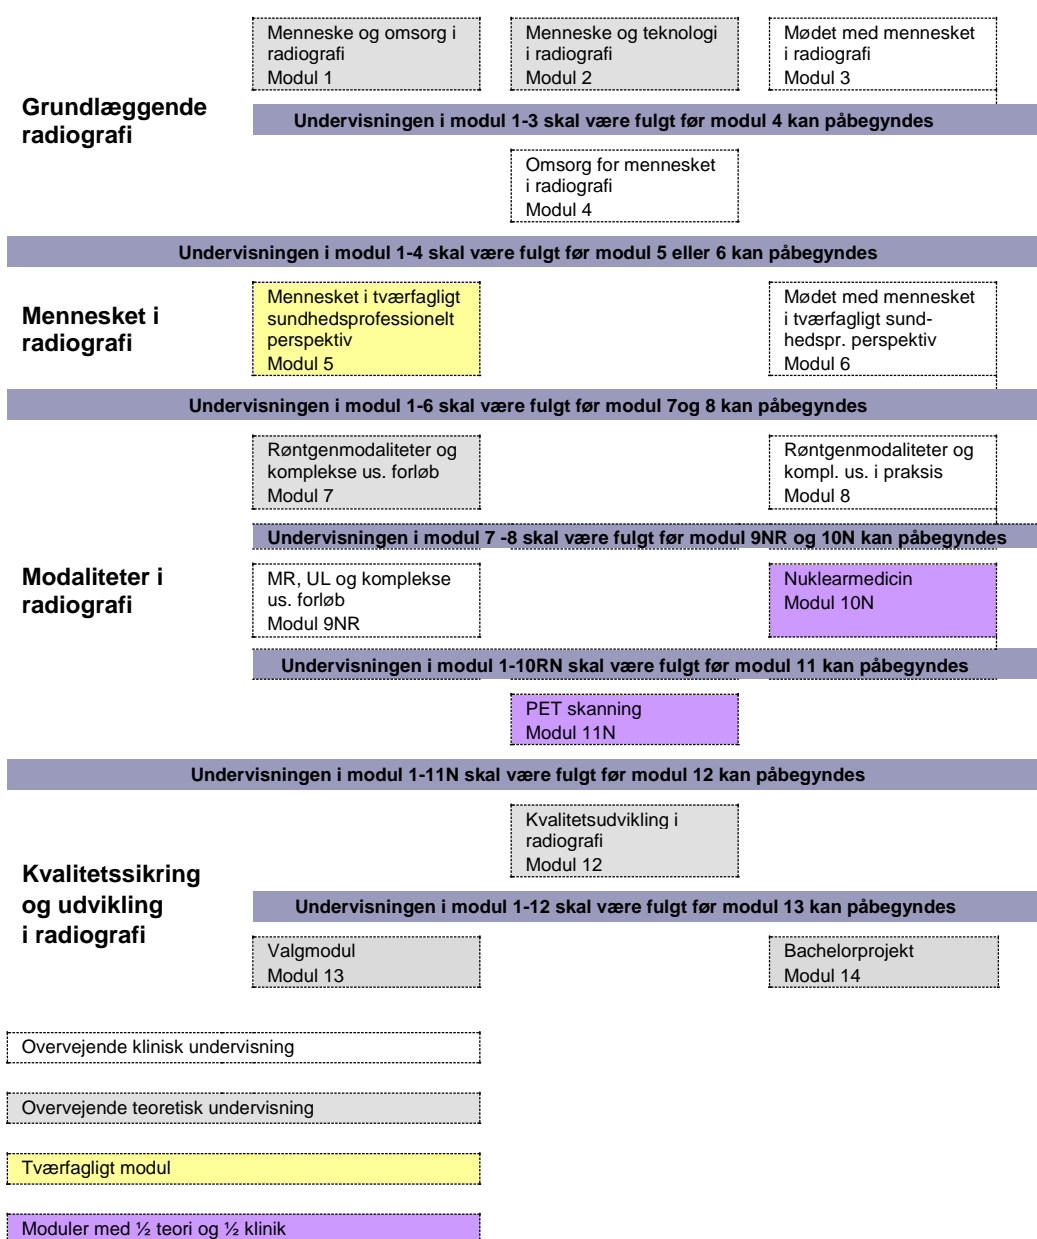 Menneske og omsorg i
radiografi
Modul 1
Menneske og teknologi
i radiografi
Modul 2
Mødet med mennesket
i radiografi
Modul 3
Grundlæggende
radiografi
Undervisningen i modul 1-3 skal være fulgt før modul 4 kan påbegyndes
Omsorg for mennesket
i radiografi
Modul 4
Undervisningen i modul 1-4 skal være fulgt før modul 5 eller 6 kan påbegyndes
Mennesket i
radiografi
Mennesket i tværfagligt
sundhedsprofessionelt
perspektiv
Modul 5
Mødet med mennesket
i tværfagligt sund-
hedspr. perspektiv
Modul 6
Undervisningen i modul 1-6 skal være fulgt før modul 7og 8 kan påbegyndes
Røntgenmodaliteter og
komplekse us. forløb
Modul 7
Røntgenmodaliteter og
kompl. us. i praksis
Modul 8
Undervisningen i modul 7 -8 skal være fulgt før modul 9NR og 10N kan påbegyndes
Modaliteter i
radiografi
MR, UL og komplekse
us. forløb
Modul 9NR
Nuklearmedicin
Modul 10N
Undervisningen i modul 1-10RN skal være fulgt før modul 11 kan påbegyndes
PET skanning
Modul 11N
Undervisningen i modul 1-11N skal være fulgt før modul 12 kan påbegyndes
Kvalitetsudvikling i
radiografi
Modul 12
Kvalitetssikring
og udvikling
i radiografi
Undervisningen i modul 1-12 skal være fulgt før modul 13 kan påbegyndes
Valgmodul
Modul 13
Bachelorprojekt
Modul 14
Overvejende klinisk undervisning
Overvejende teoretisk undervisning
Tværfagligt modul
Moduler med ½ teori og ½ klinik